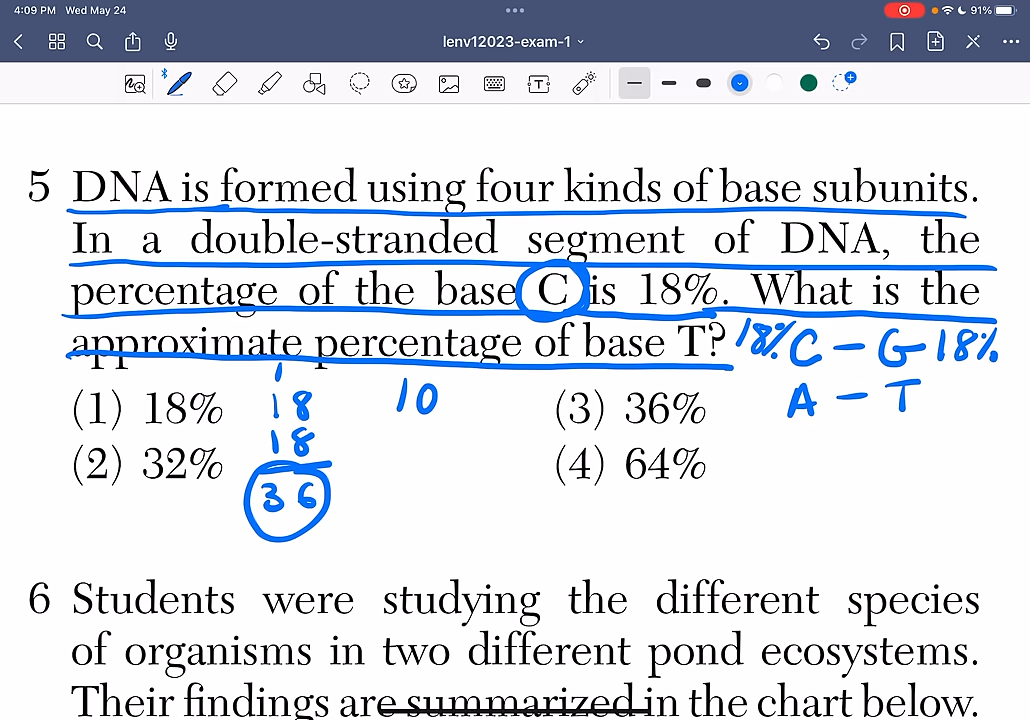 4:09 PM Wed May 24
91%
lenv12023-exam-1
5 DNA is formed using four kinds of base subunits.
In a double-stranded segment of DNA, the
percentage of the base C is 18%. What is the
approximate percentage of base T?
18% C – G 18%
A – T
(1) 18%
(2) 32%
(3) 36%
(4) 64%
1
18
18
36
10
6 Students were studying the different species
of organisms in two different pond ecosystems.
Their findings are summarized in the chart below.